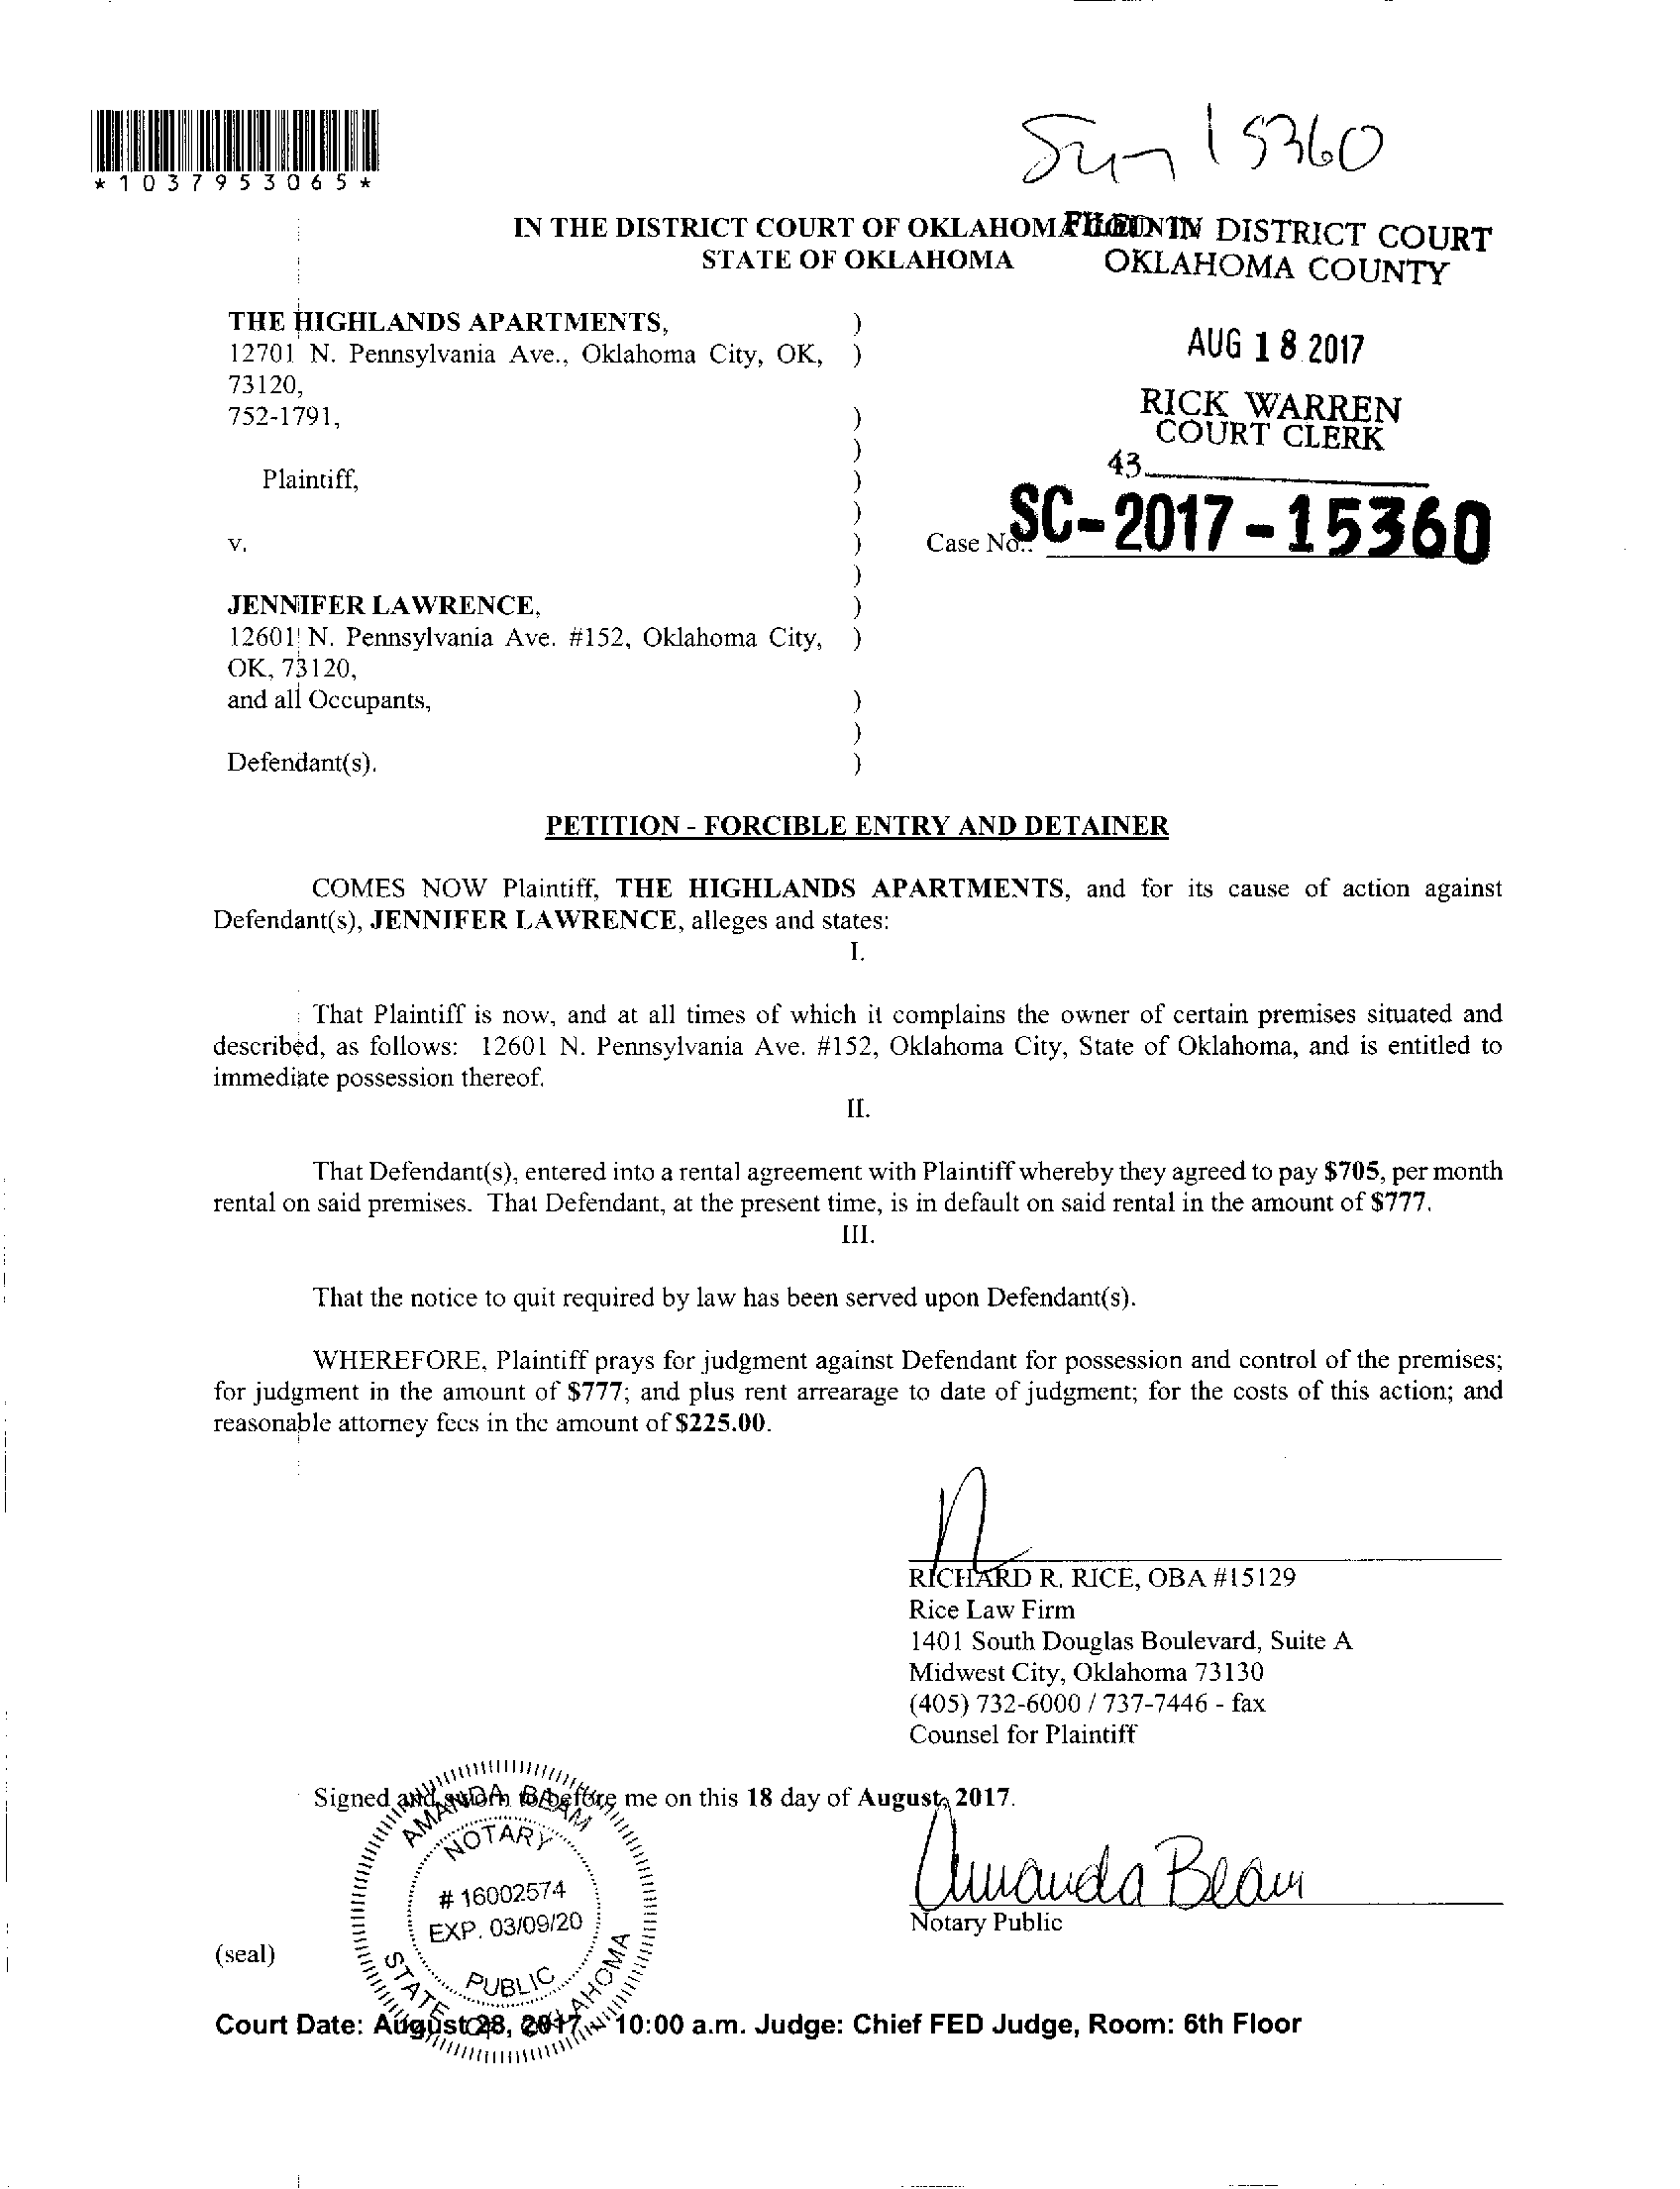 *1037953065*
15360
IN THE DISTRICT COURT OF OKLAHOMA
STATE OF OKLAHOMA
FILED IN DISTRICT COURT
OKLAHOMA COUNTY
AUG 18 2017
RICK WARREN
COURT CLERK
43
THE HIGHLANDS APARTMENTS, )
12701 N. Pennsylvania Ave., Oklahoma City, OK, )
73120,
752-1791, )
)
Plaintiff, )
)
v. ) Case No.: SC-2017-15360
)
JENNIFER LAWRENCE, )
12601 N. Pennsylvania Ave. #152, Oklahoma City, )
OK, 73120,
and all Occupants, )
)
Defendant(s). )
PETITION - FORCIBLE ENTRY AND DETAINER
COMES NOW Plaintiff, THE HIGHLANDS APARTMENTS, and for its cause of action against
Defendant(s), JENNIFER LAWRENCE, alleges and states:
I.
That Plaintiff is now, and at all times of which it complains the owner of certain premises situated and
described, as follows: 12601 N. Pennsylvania Ave. #152, Oklahoma City, State of Oklahoma, and is entitled to
immediate possession thereof.
II.
That Defendant(s), entered into a rental agreement with Plaintiff whereby they agreed to pay $705, per month
rental on said premises. That Defendant, at the present time, is in default on said rental in the amount of $777.
III.
That the notice to quit required by law has been served upon Defendant(s).
WHEREFORE, Plaintiff prays for judgment against Defendant for possession and control of the premises;
for judgment in the amount of $777; and plus rent arrearage to date of judgment; for the costs of this action; and
reasonable attorney fees in the amount of $225.00.
RICHARD R. RICE, OBA #15129
Rice Law Firm
1401 South Douglas Boulevard, Suite A
Midwest City, Oklahoma 73130
(405) 732-6000 / 737-7446 - fax
Counsel for Plaintiff
Signed and sworn to before me on this 18 day of August, 2017.
Amanda Beam
Notary Public
AMANDA BEAM
NOTARY
# 16002574
EXP. 03/09/20
PUBLIC
STATE OF OKLAHOMA
(seal)
Court Date: August 28, 2017, 10:00 a.m. Judge: Chief FED Judge, Room: 6th Floor